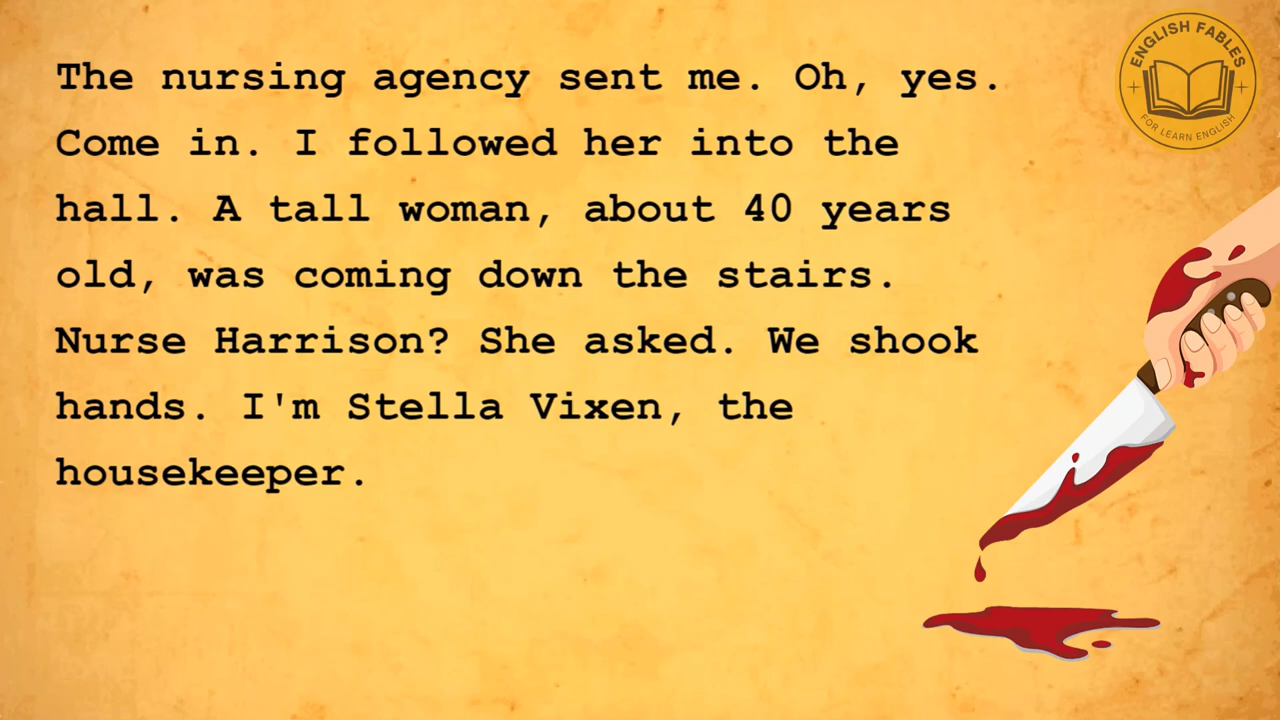 The nursing agency sent me. Oh, yes.
Come in. I followed her into the
hall. A tall woman, about 40 years
old, was coming down the stairs.
Nurse Harrison? She asked. We shook
hands. I'm Stella Vixen, the
housekeeper.
ENGLISH FABLES
FOR LEARN ENGLISH